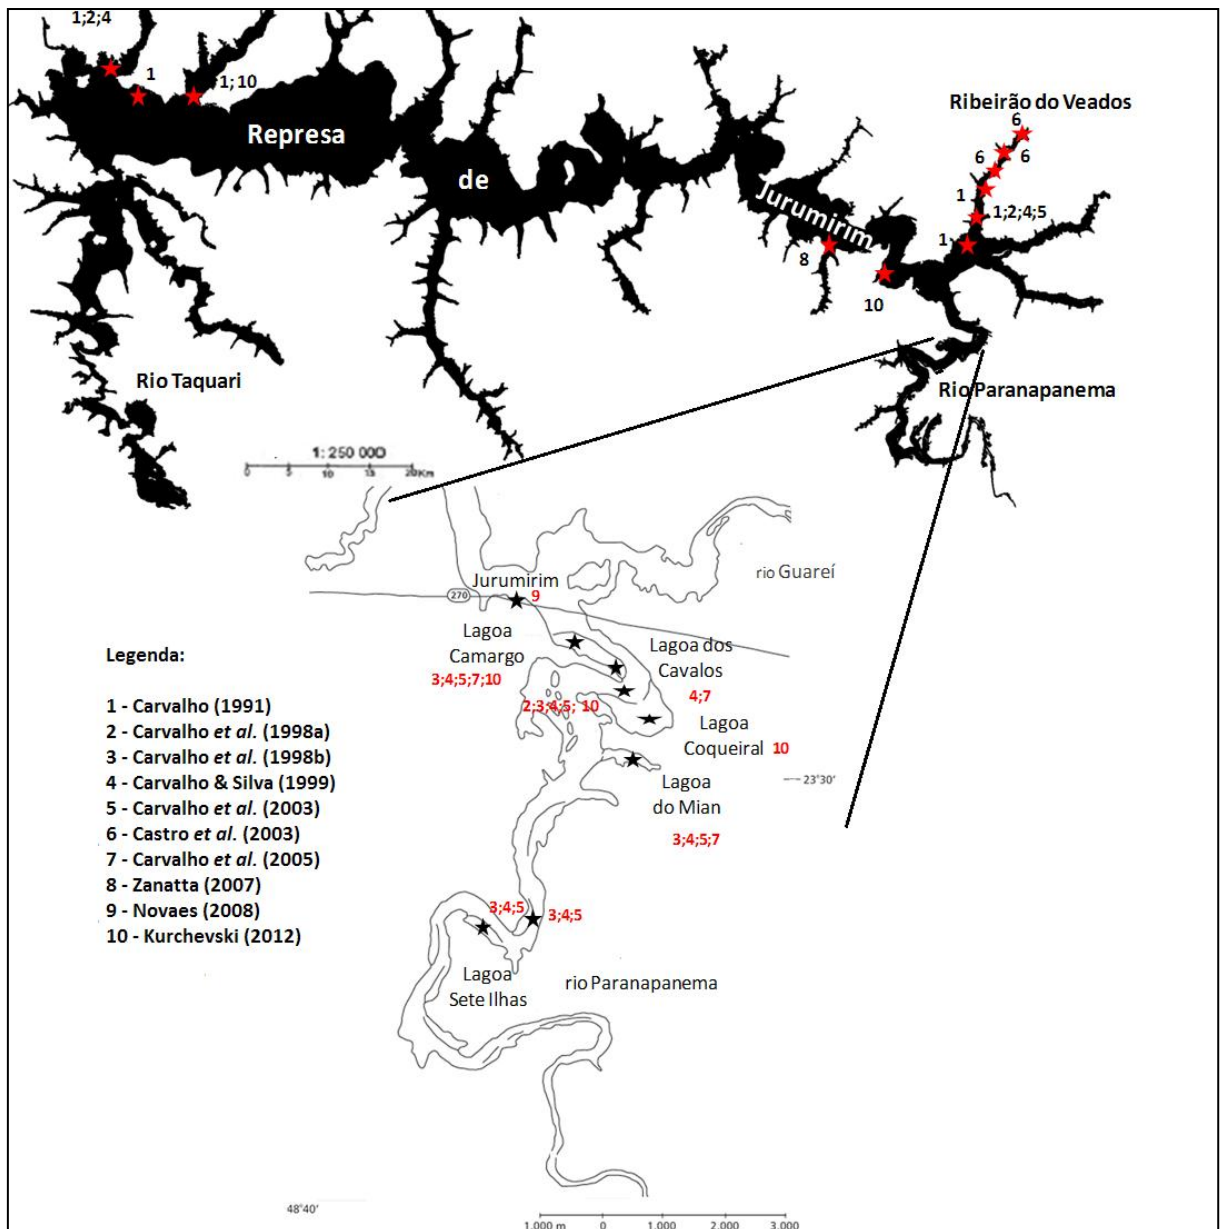 1;2;4
1
1; 10
Represa
de
Jurumirim
Ribeirão do Veados
6
6
6
1
1;2;4;5
1
8
10
Rio Taquari
Rio Paranapanema
1: 250 000
0 5 10 15 20Km
rio Guareí
Jurumirim
270
9
Lagoa
Camargo
3;4;5;7;10
Lagoa dos
Cavalos
4;7
2;3;4;5; 10
Lagoa
Coqueiral 10
23°30'
Lagoa
do Mian
3;4;5;7
Legenda:
1 - Carvalho (1991)
2 - Carvalho et al. (1998a)
3 - Carvalho et al. (1998b)
4 - Carvalho & Silva (1999)
5 - Carvalho et al. (2003)
6 - Castro et al. (2003)
7 - Carvalho et al. (2005)
8 - Zanatta (2007)
9 - Novaes (2008)
10 - Kurchevski (2012)
3;4;5
3;4;5
Lagoa
Sete Ilhas
rio Paranapanema
48°40'
1.000 m 0 1.000 2.000 3.000